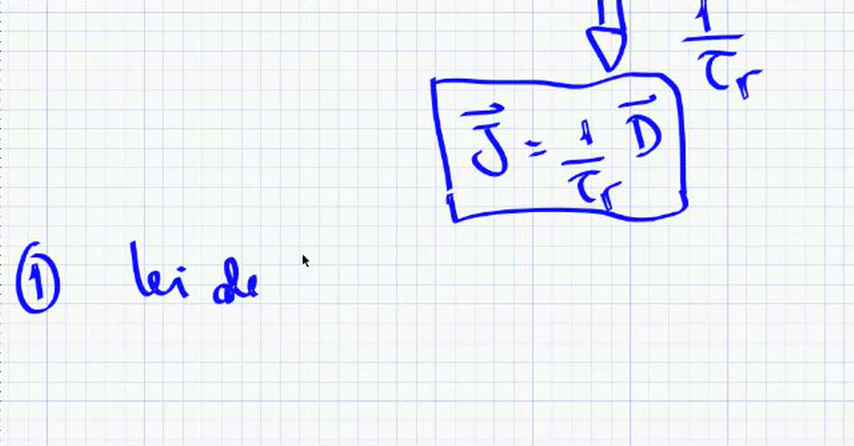 1/τr
J⃗ = 1/τr D⃗
① lei de